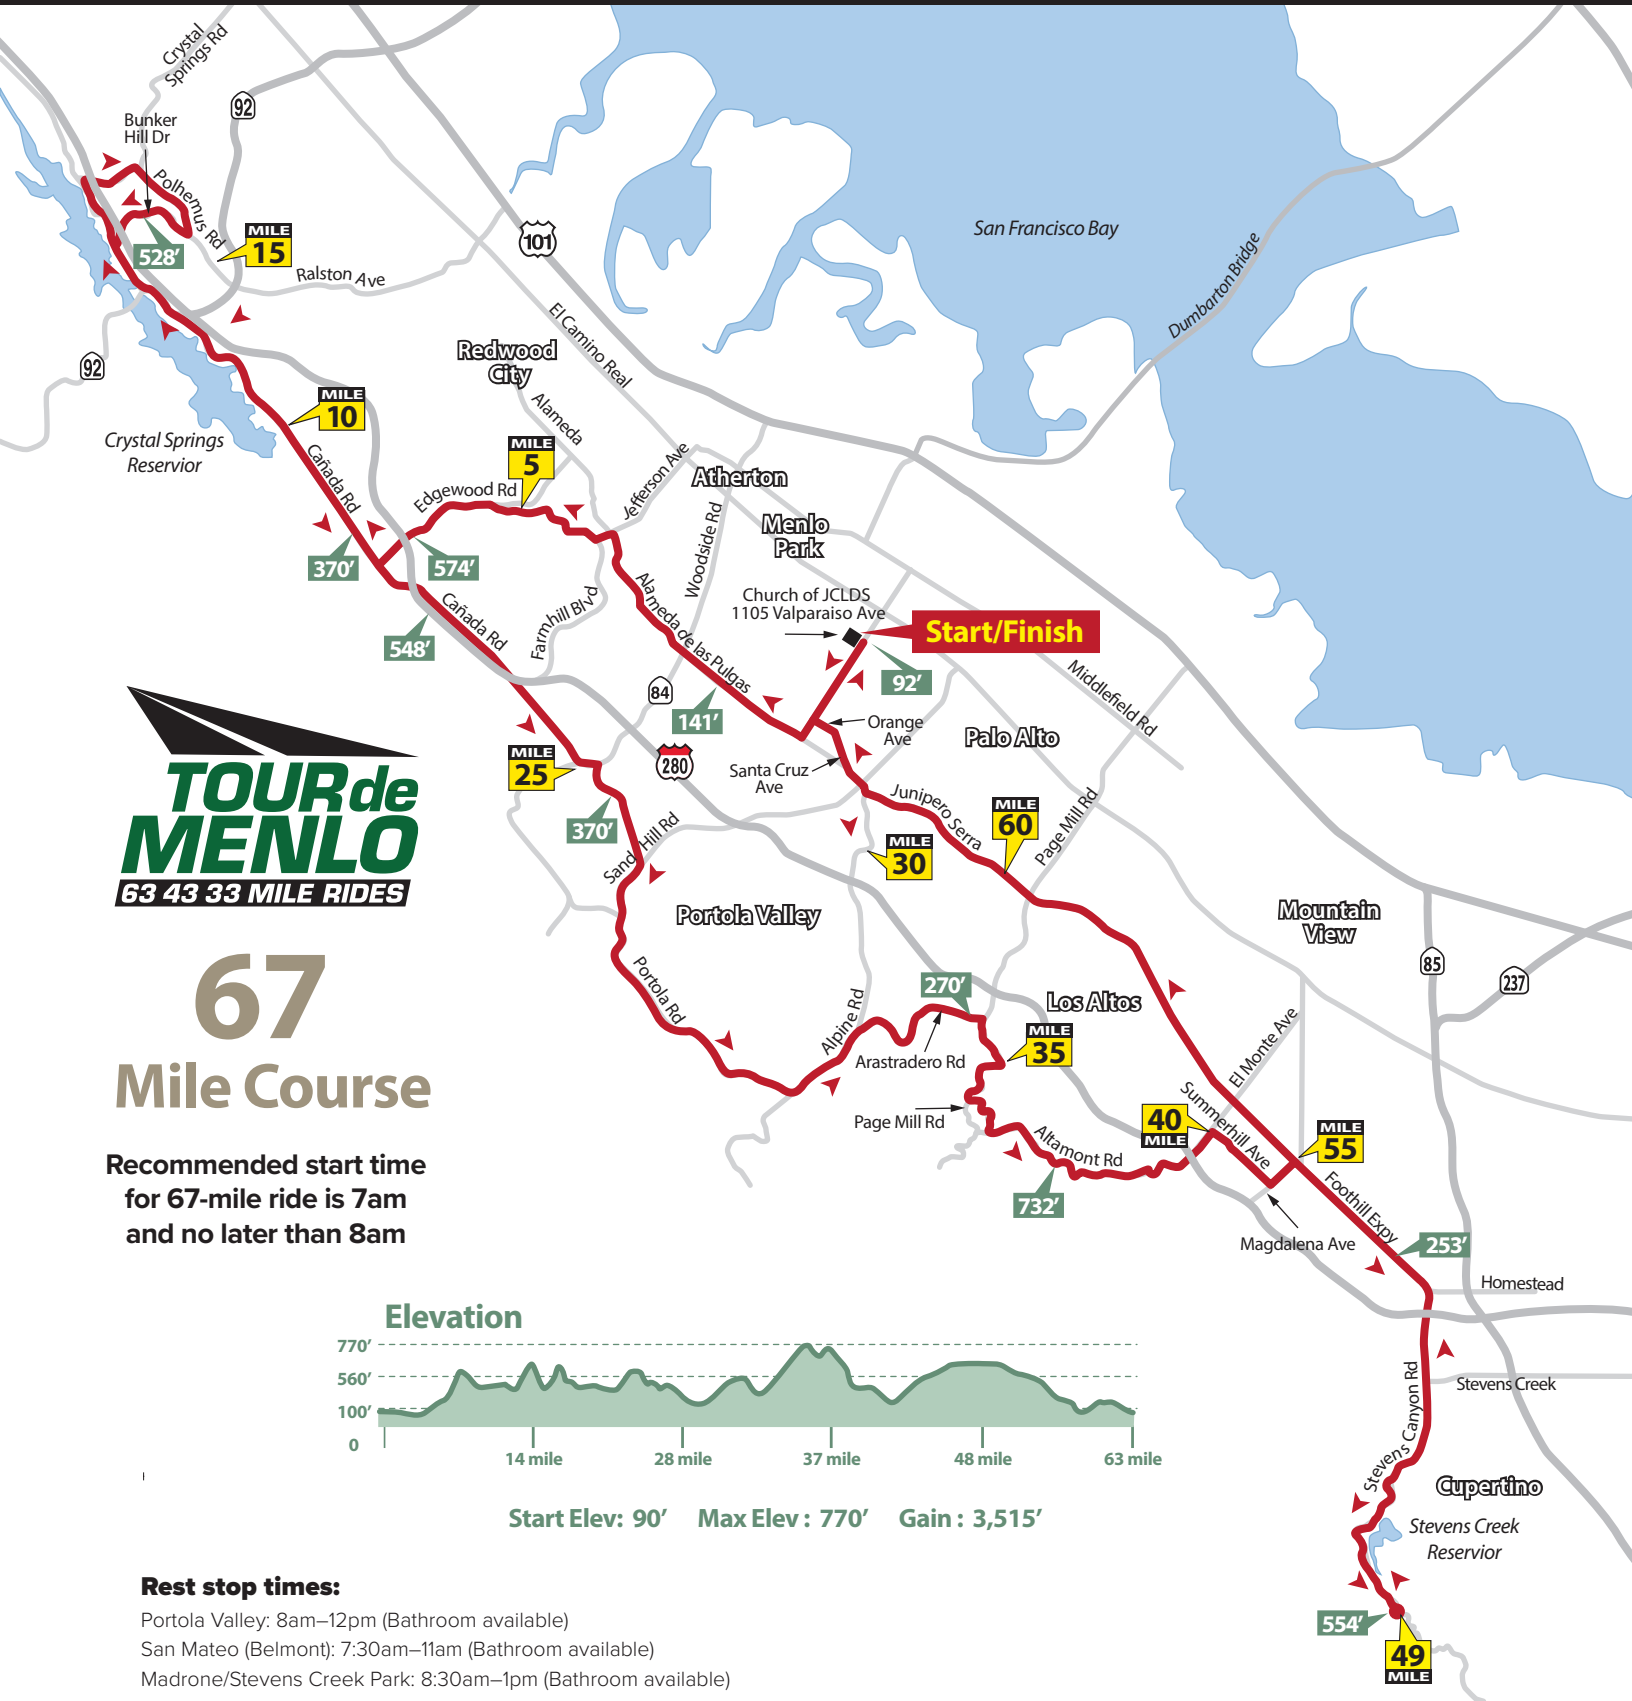 Crystal
Springs Rd
92
Bunker
Hill Dr
Polhemus Rd
528’
MILE
15
Ralston Ave
101
San Francisco Bay
Dumbarton Bridge
El Camino Real
92
Redwood
City
Alameda
MILE
10
Crystal Springs
Reservior
Cañada Rd
MILE
5
Edgewood Rd
Jefferson Ave
Atherton
Woodside Rd
Menlo
Park
370’
574’
Church of JCLDS
1105 Valparaiso Ave
Start/Finish
92’
Cañada Rd
548’
Farmhill Blvd
Alameda de las Pulgas
84
141’
280
Orange
Ave
Santa Cruz
Ave
Middlefield Rd
Palo Alto
MILE
25
370’
Sand Hill Rd
Junipero Serra
MILE
60
Page Mill Rd
MILE
30
TOUR de
MENLO
63 43 33 MILE RIDES
67
Mile Course
Recommended start time
for 67-mile ride is 7am
and no later than 8am
Portola Valley
Portola Rd
Alpine Rd
270’
Arastradero Rd
Los Altos
MILE
35
Page Mill Rd
Altamont Rd
732’
Mountain
View
85
237
El Monte Ave
Summerhill Ave
40
MILE
MILE
55
Foothill Expy
Magdalena Ave
253’
Homestead
Stevens Creek
Stevens Canyon Rd
Cupertino
Stevens Creek
Reservior
554’
49
MILE
Elevation
770’
560’
100’
0
14 mile
28 mile
37 mile
48 mile
63 mile
Start Elev: 90’ Max Elev : 770’ Gain : 3,515’
Rest stop times:
Portola Valley: 8am–12pm (Bathroom available)
San Mateo (Belmont): 7:30am–11am (Bathroom available)
Madrone/Stevens Creek Park: 8:30am–1pm (Bathroom available)